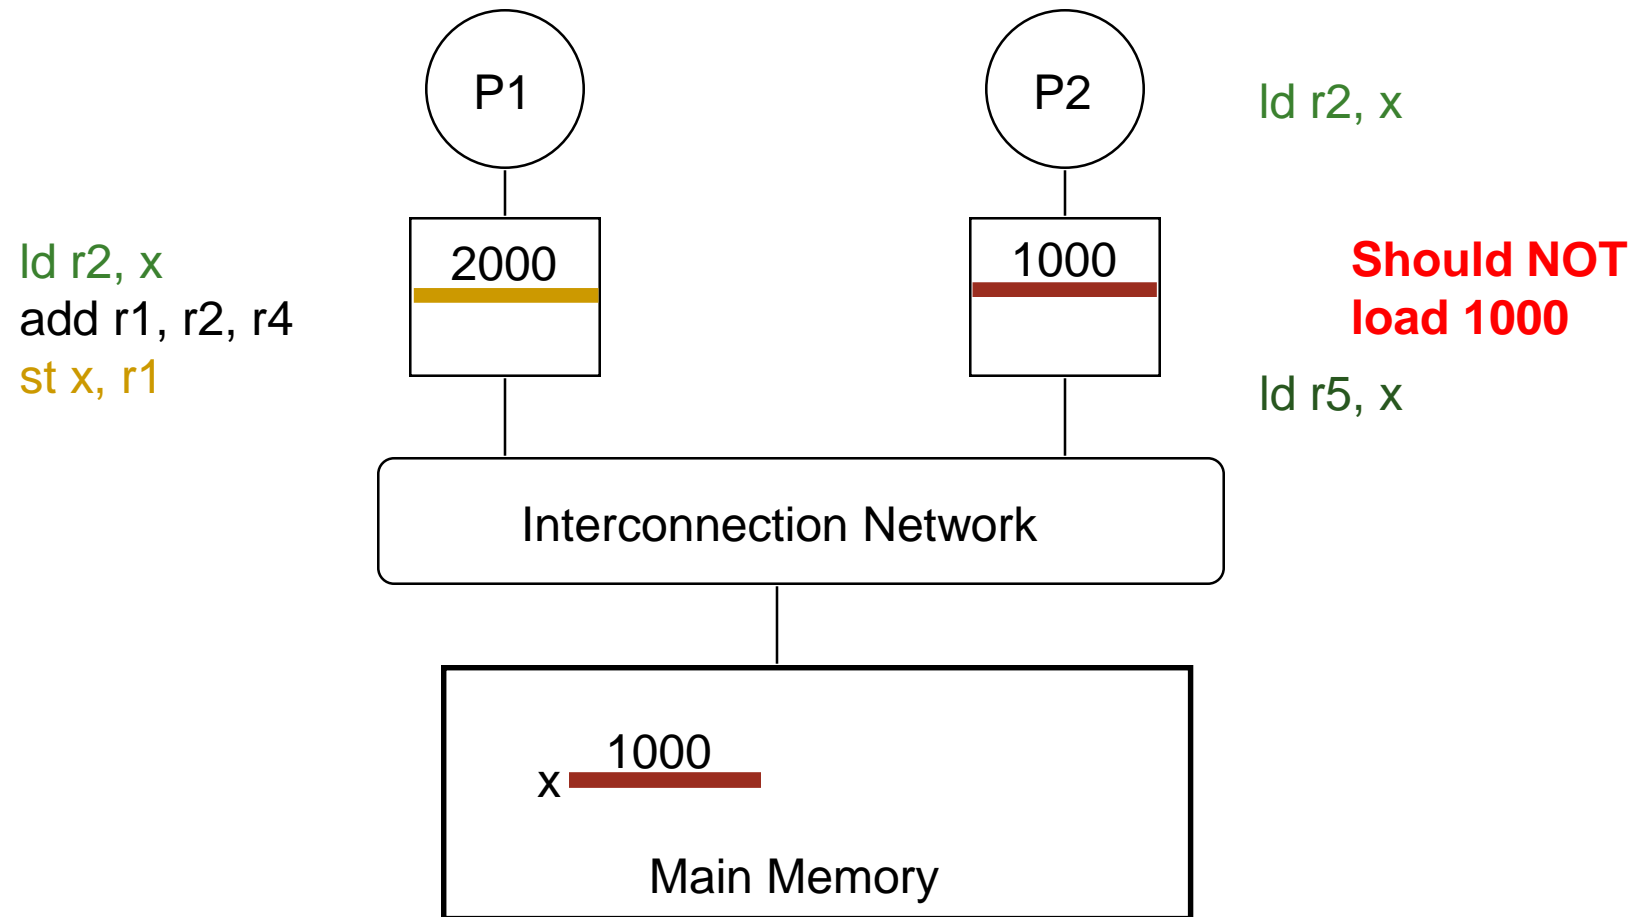 P1
P2
ld r2, x
ld r2, x
add r1, r2, r4
st x, r1
2000
1000
Should NOT
load 1000
ld r5, x
Interconnection Network
1000
x
Main Memory